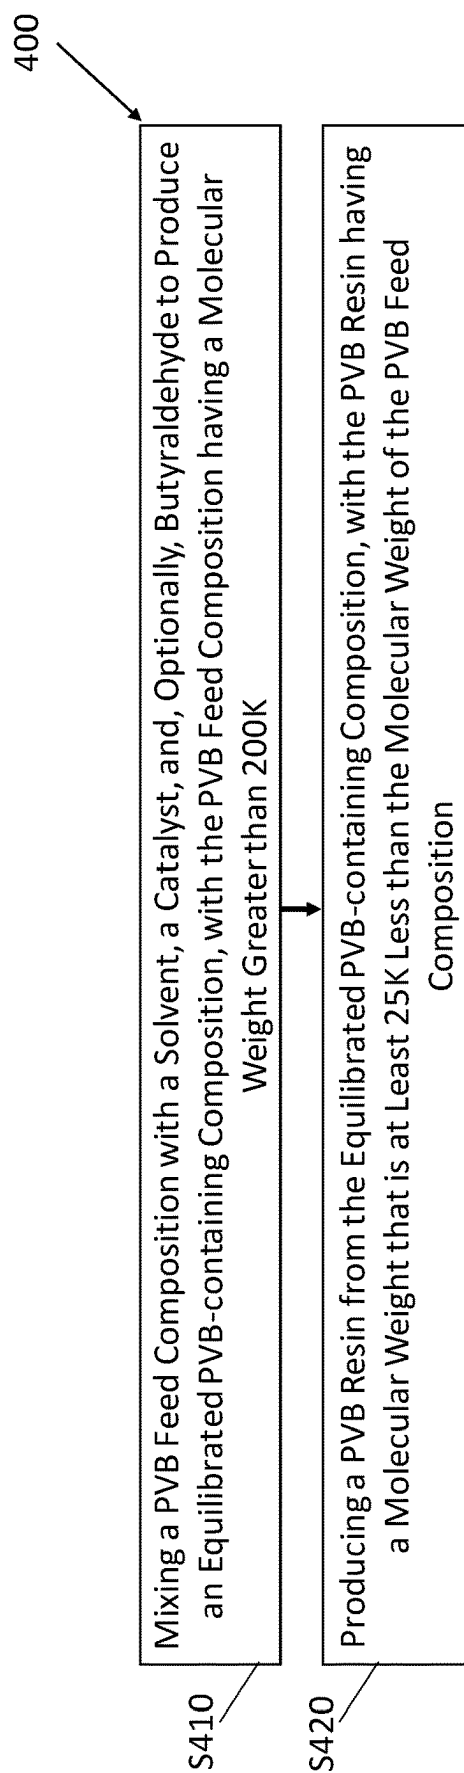 400
S410
Mixing a PVB Feed Composition with a Solvent, a Catalyst, and, Optionally, Butyraldehyde to Produce
an Equilibrated PVB-containing Composition, with the PVB Feed Composition having a Molecular
Weight Greater than 200K
S420
Producing a PVB Resin from the Equilibrated PVB-containing Composition, with the PVB Resin having
a Molecular Weight that is at Least 25K Less than the Molecular Weight of the PVB Feed
Composition